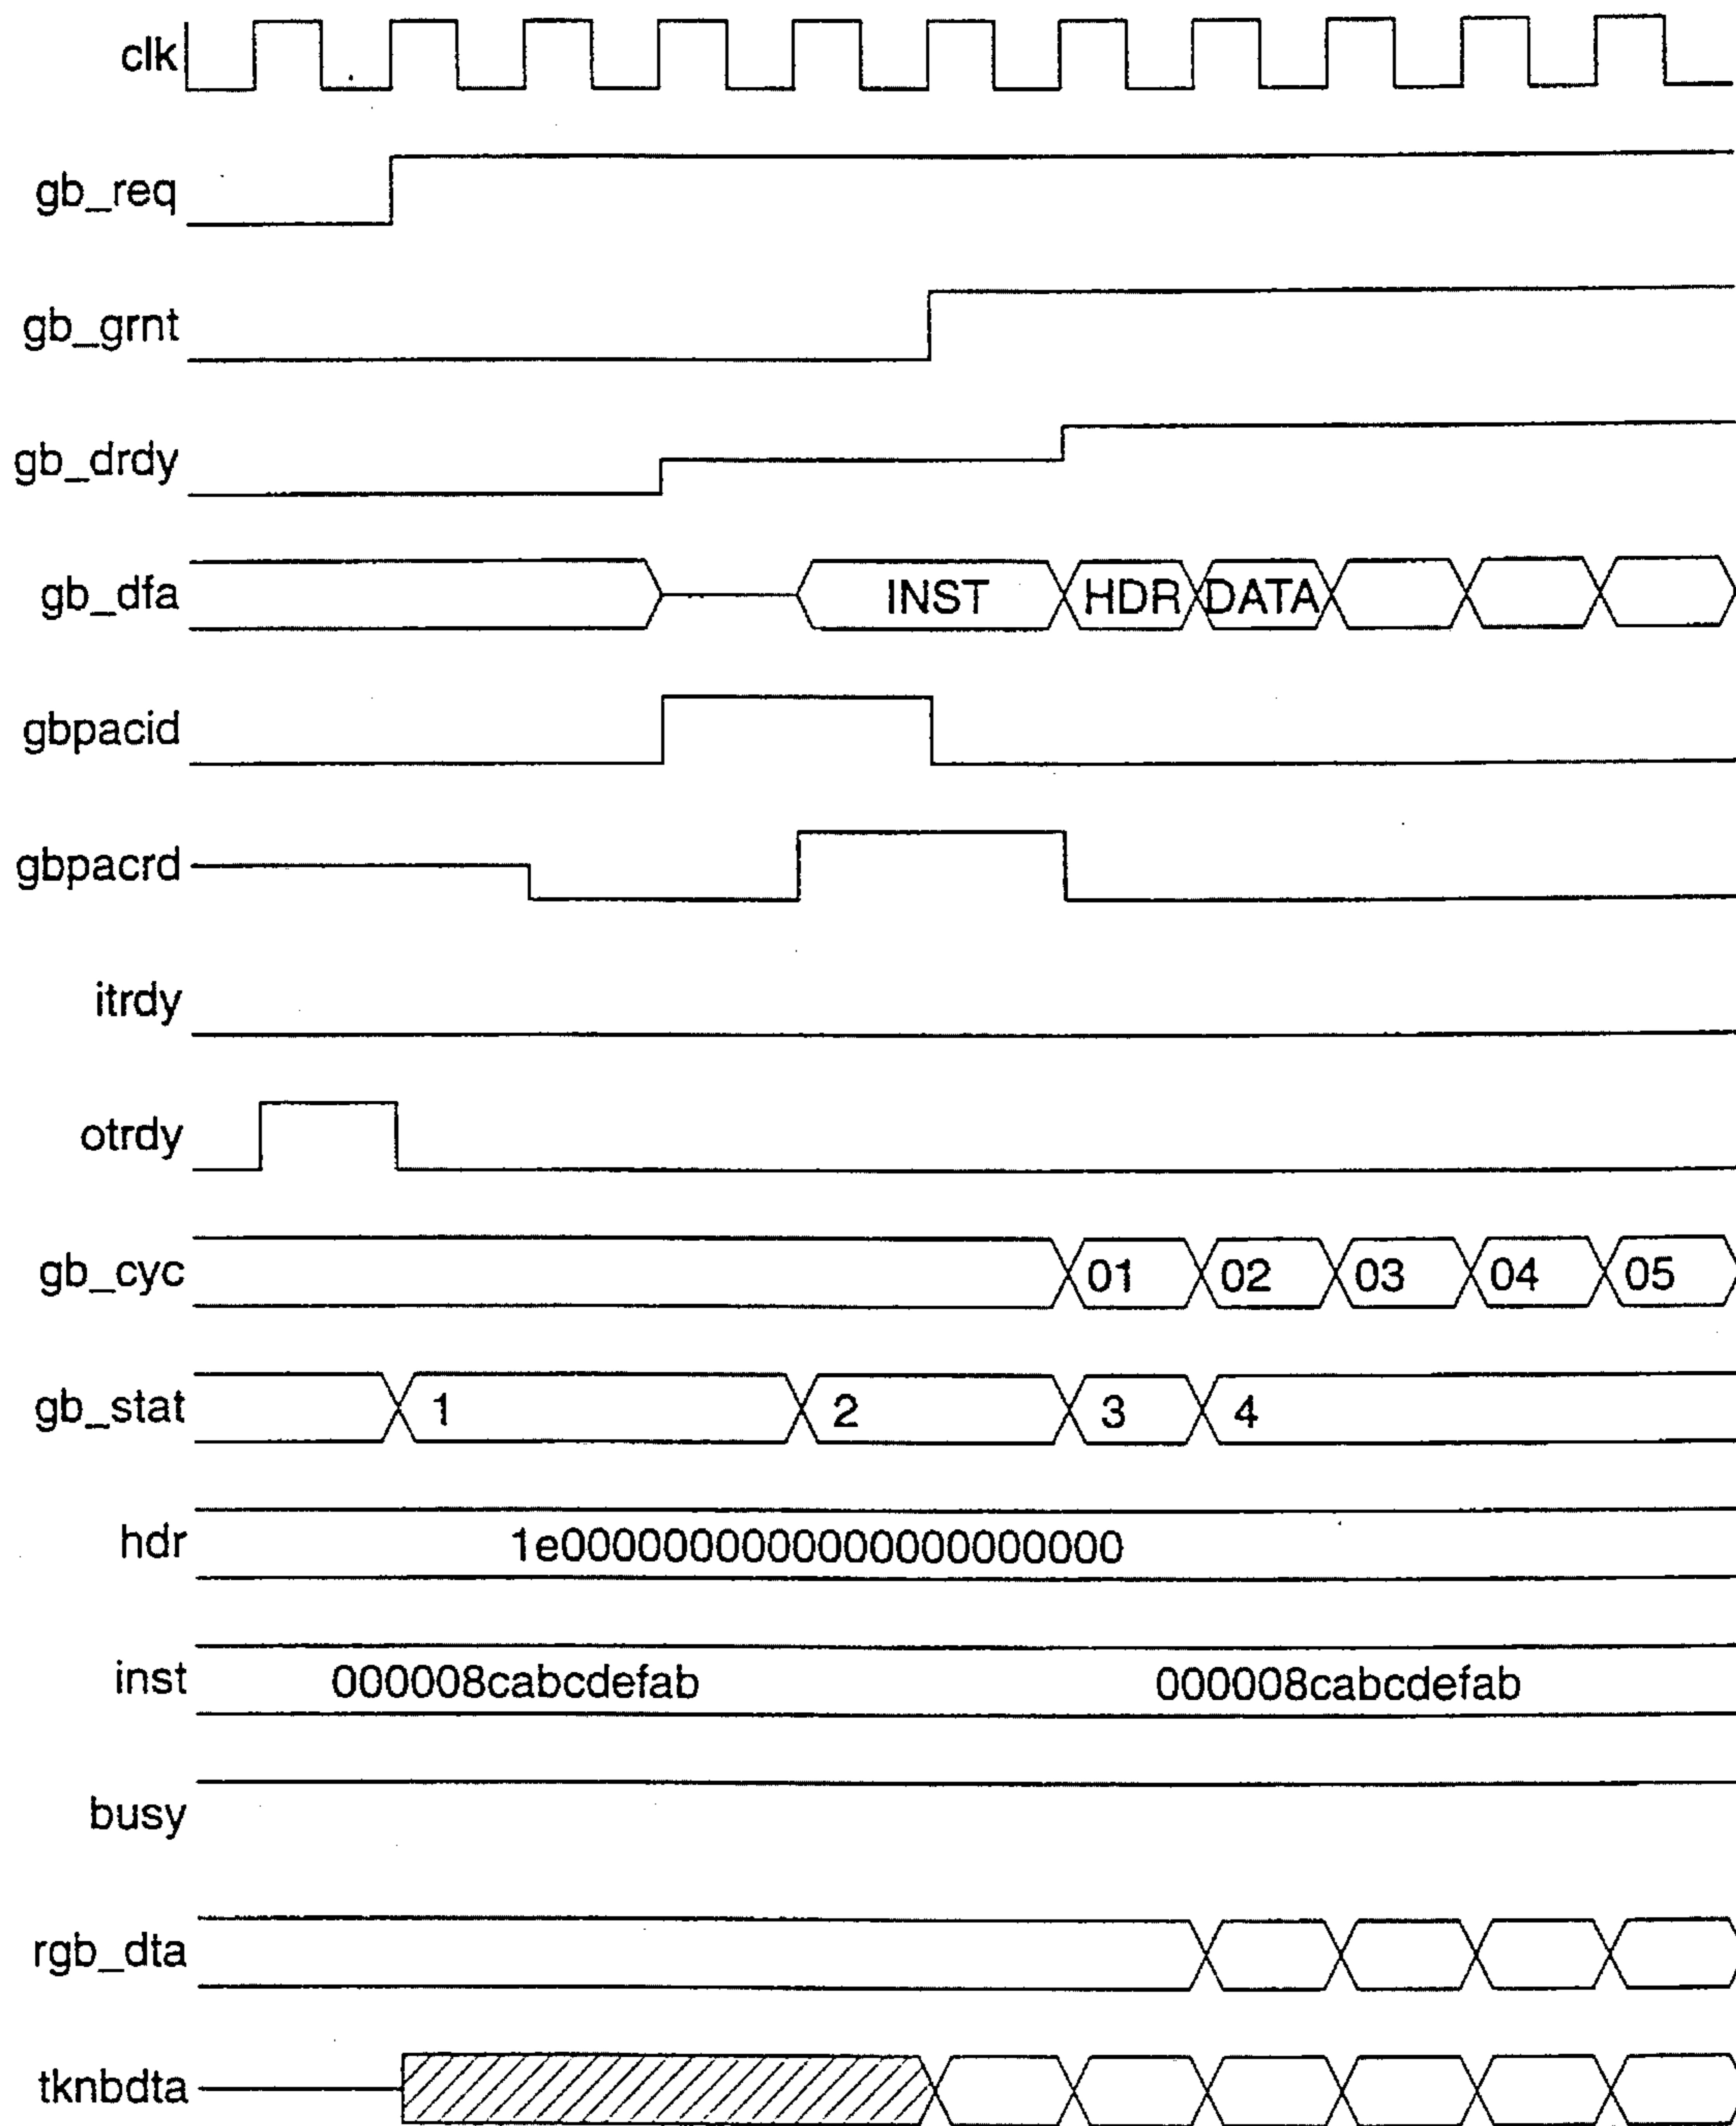 clk
gb_req
gb_grnt
gb_drdy
gb_dfa INST HDR DATA
gbpacid
gbpacrd
itrdy
otrdy
gb_cyc 01 02 03 04 05
gb_stat 1 2 3 4
hdr 1e0000000000000000000000
inst 000008cabcdefab 000008cabcdefab
busy
rgb_dta
tknbdta